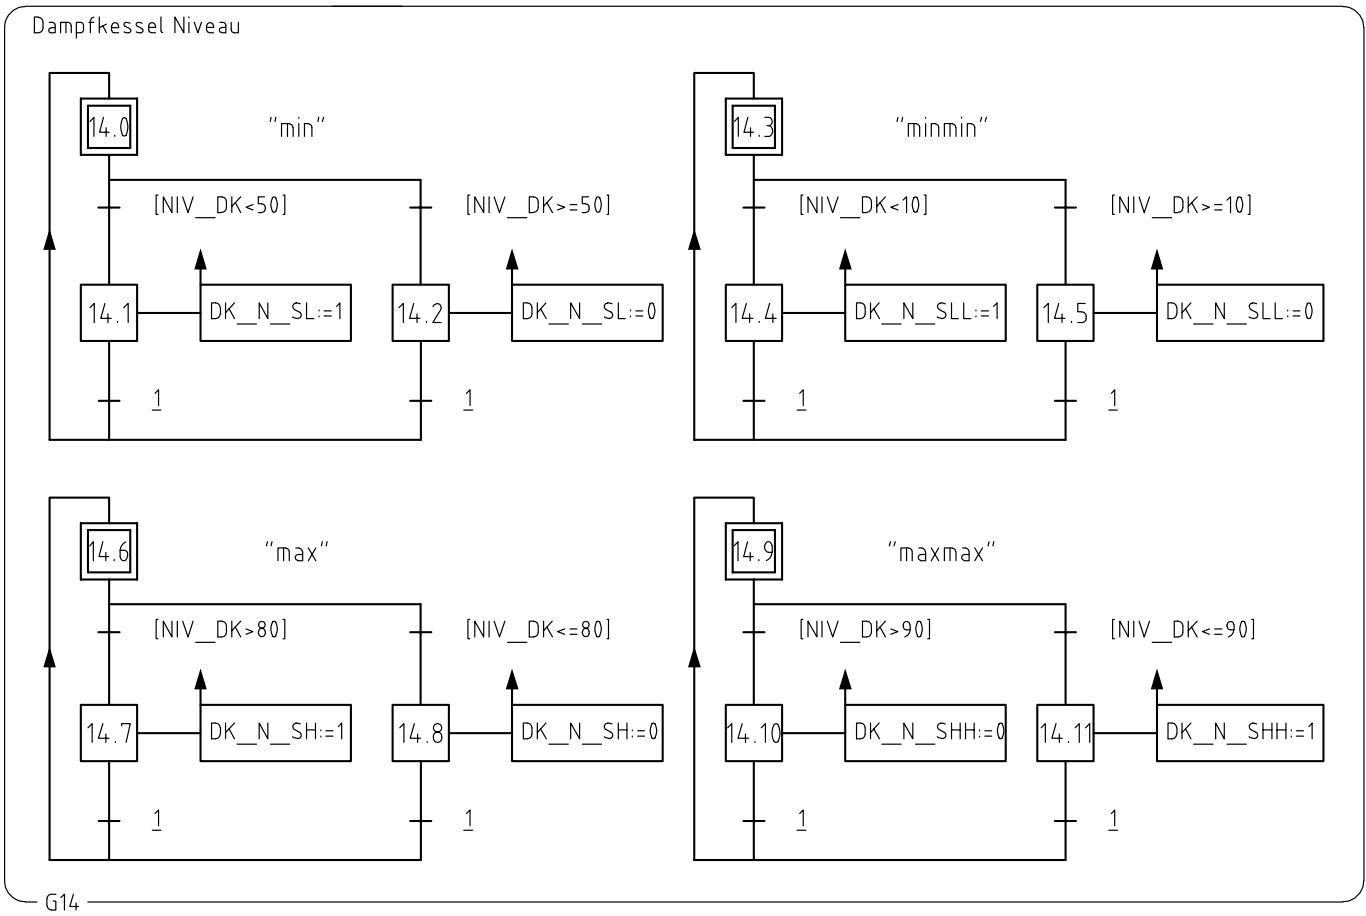 Dampfkessel Niveau
14.0
"min"
[NIV__DK<50]
[NIV__DK>=50]
14.1
DK__N__SL:=1
14.2
DK__N__SL:=0
1
1
14.3
"minmin"
[NIV__DK<10]
[NIV__DK>=10]
14.4
DK__N__SLL:=1
14.5
DK__N__SLL:=0
1
1
14.6
"max"
[NIV__DK>80]
[NIV__DK<=80]
14.7
DK__N__SH:=1
14.8
DK__N__SH:=0
1
1
14.9
"maxmax"
[NIV__DK>90]
[NIV__DK<=90]
14.10
DK__N__SHH:=0
14.11
DK__N__SHH:=1
1
1
G14